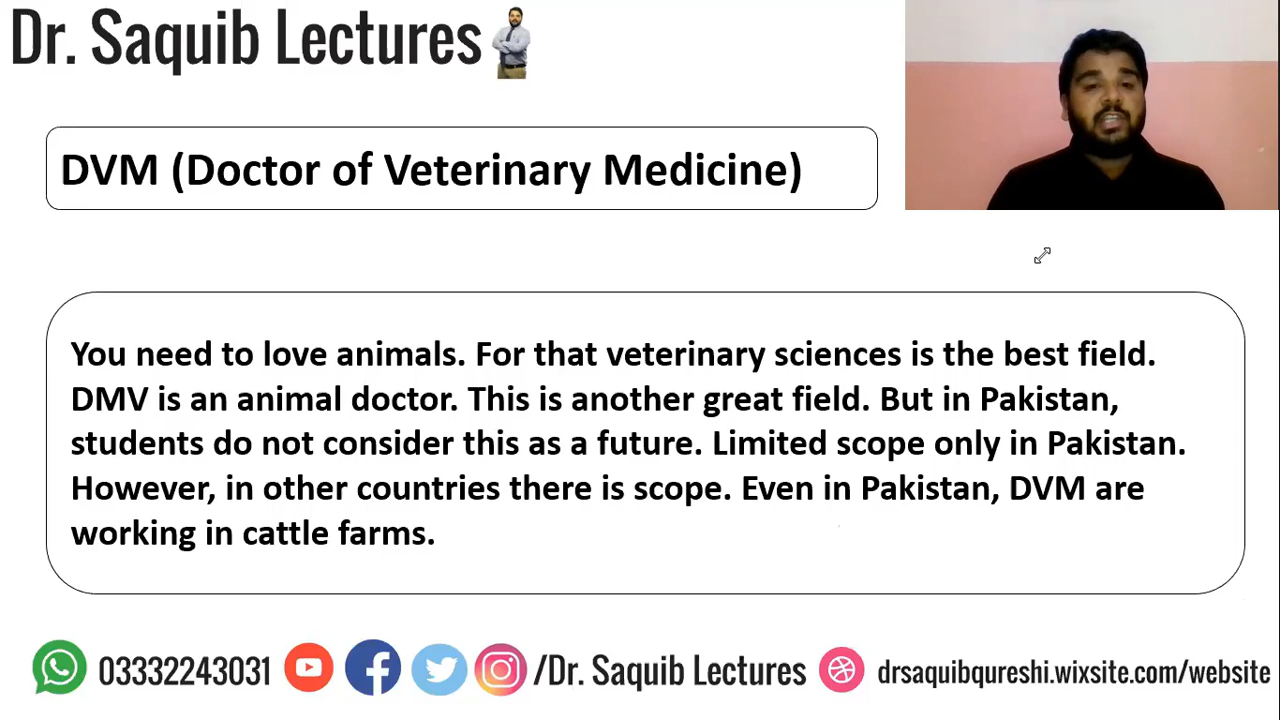 Dr. Saquib Lectures
DVM (Doctor of Veterinary Medicine)
You need to love animals. For that veterinary sciences is the best field.
DMV is an animal doctor. This is another great field. But in Pakistan,
students do not consider this as a future. Limited scope only in Pakistan.
However, in other countries there is scope. Even in Pakistan, DVM are
working in cattle farms.
03332243031 /Dr. Saquib Lectures drsaquibqureshi.wixsite.com/website